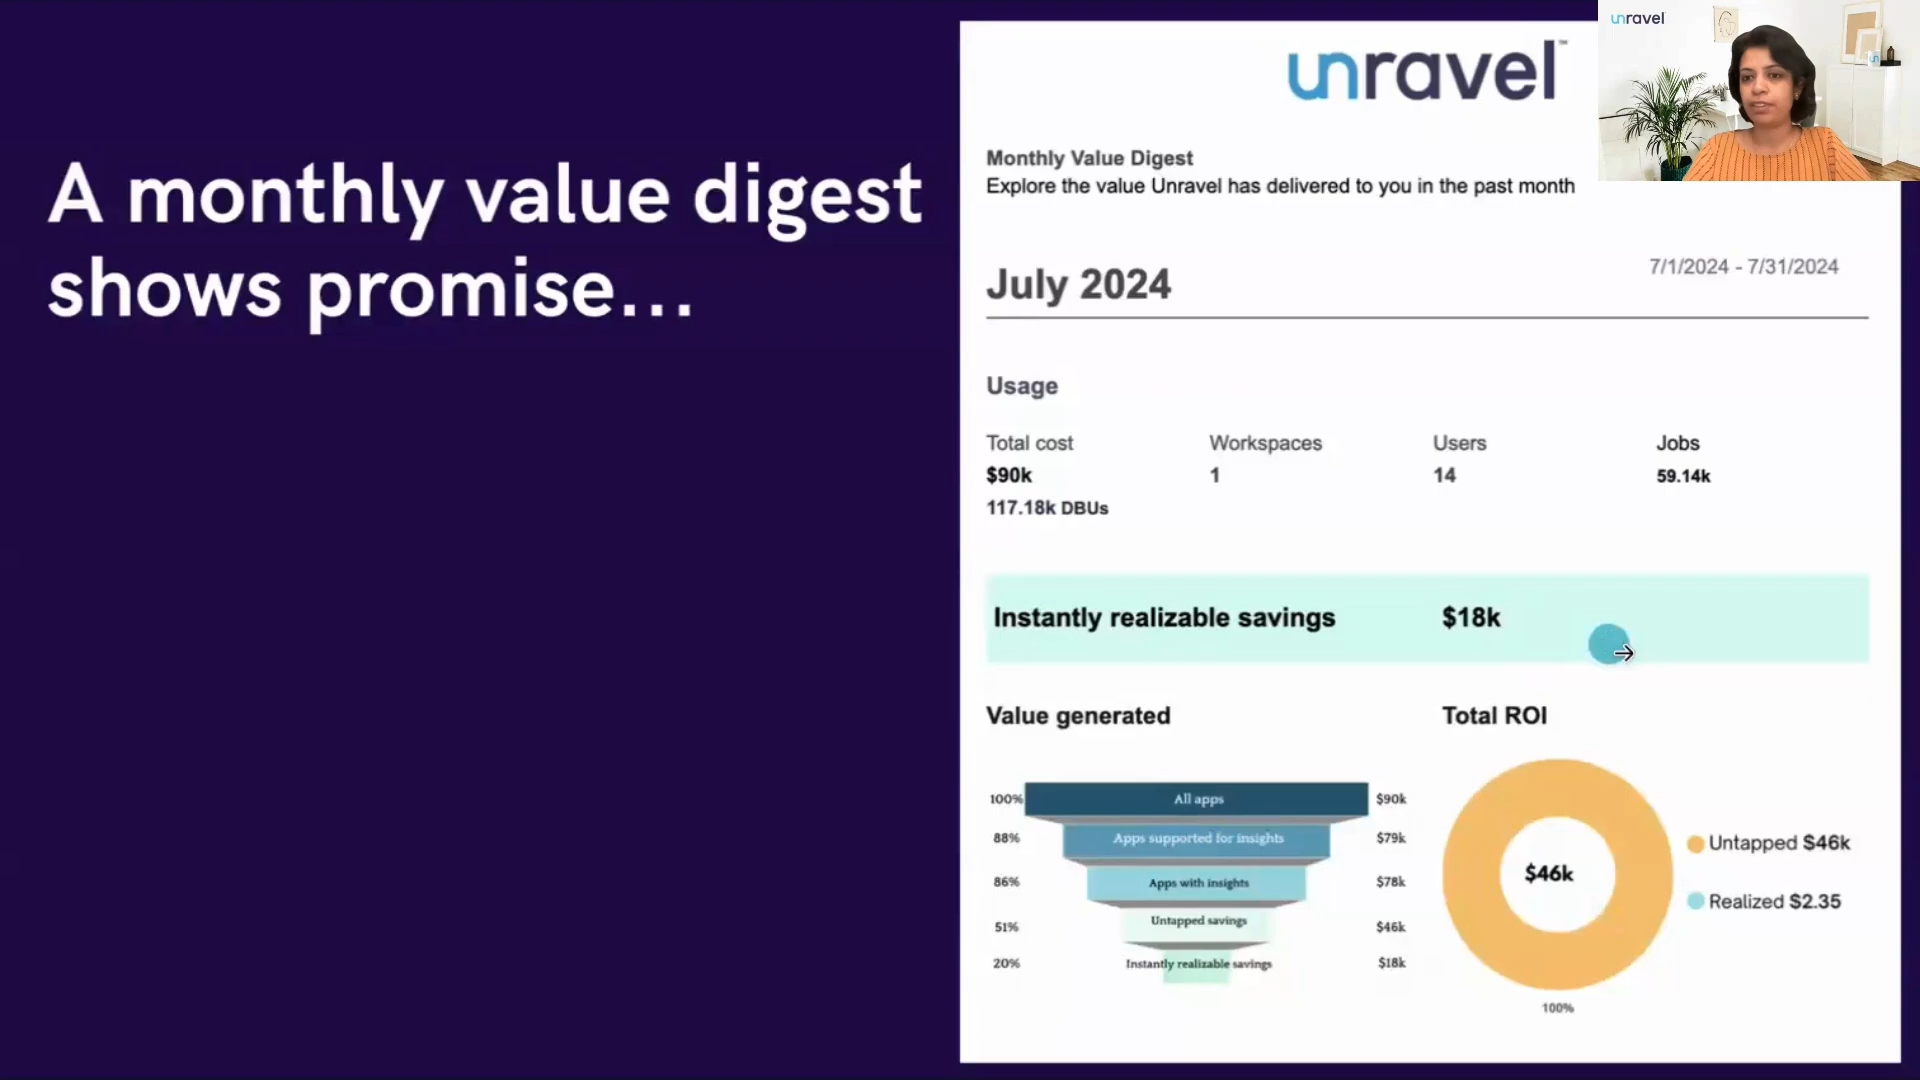 A monthly value digest
shows promise...
unravel™
unravel
Monthly Value Digest
Explore the value Unravel has delivered to you in the past month
July 2024
7/1/2024 - 7/31/2024
Usage
Total cost
$90k
117.18k DBUs
Workspaces
1
Users
14
Jobs
59.14k
Instantly realizable savings $18k
Value generated
100% All apps $90k
88% Apps supported for insights $79k
86% Apps with insights $78k
51% Untapped savings $46k
20% Instantly realizable savings $18k
Total ROI
$46k
Untapped $46k
Realized $2.35
100%